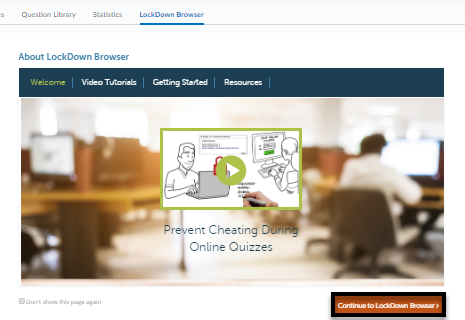 Question Library Statistics LockDown Browser
About LockDown Browser
Welcome Video Tutorials Getting Started Resources
Prevent Cheating During
Online Quizzes
Don't show this page again
Continue to LockDown Browser >